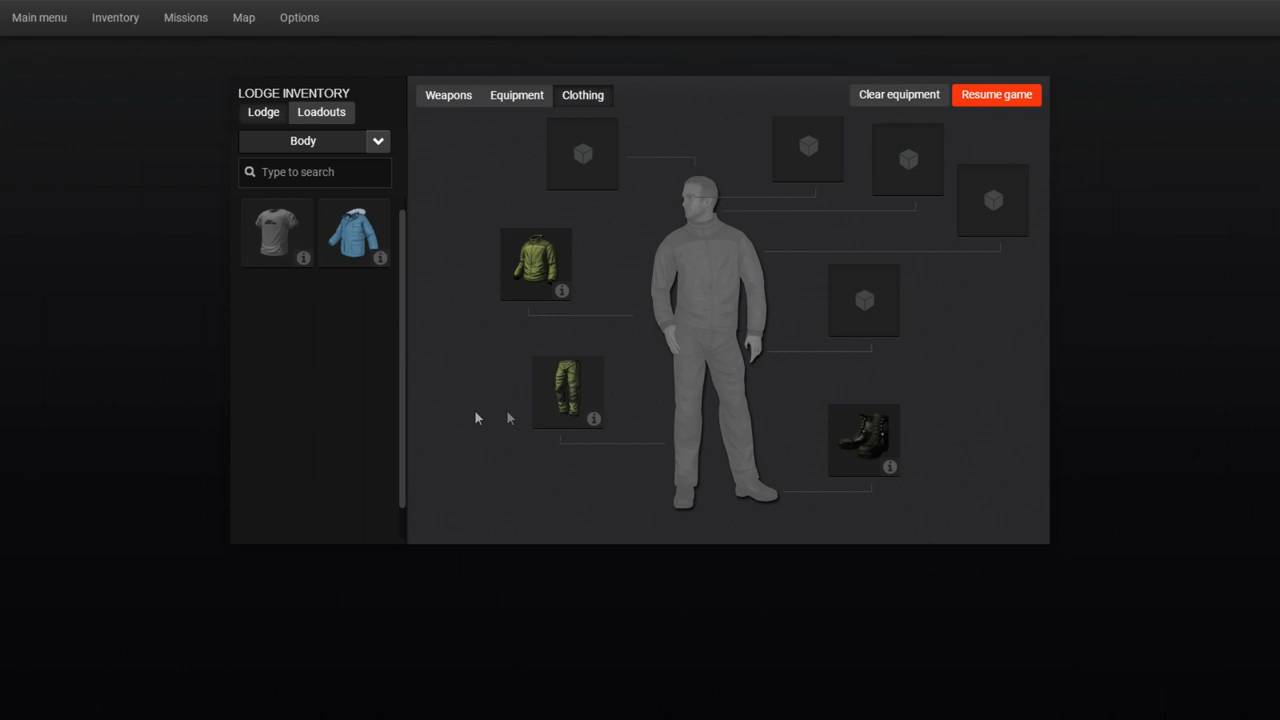 Main menu Inventory Missions Map Options
LODGE INVENTORY
Lodge Loadouts
Body
Type to search
Weapons Equipment Clothing
Clear equipment Resume game